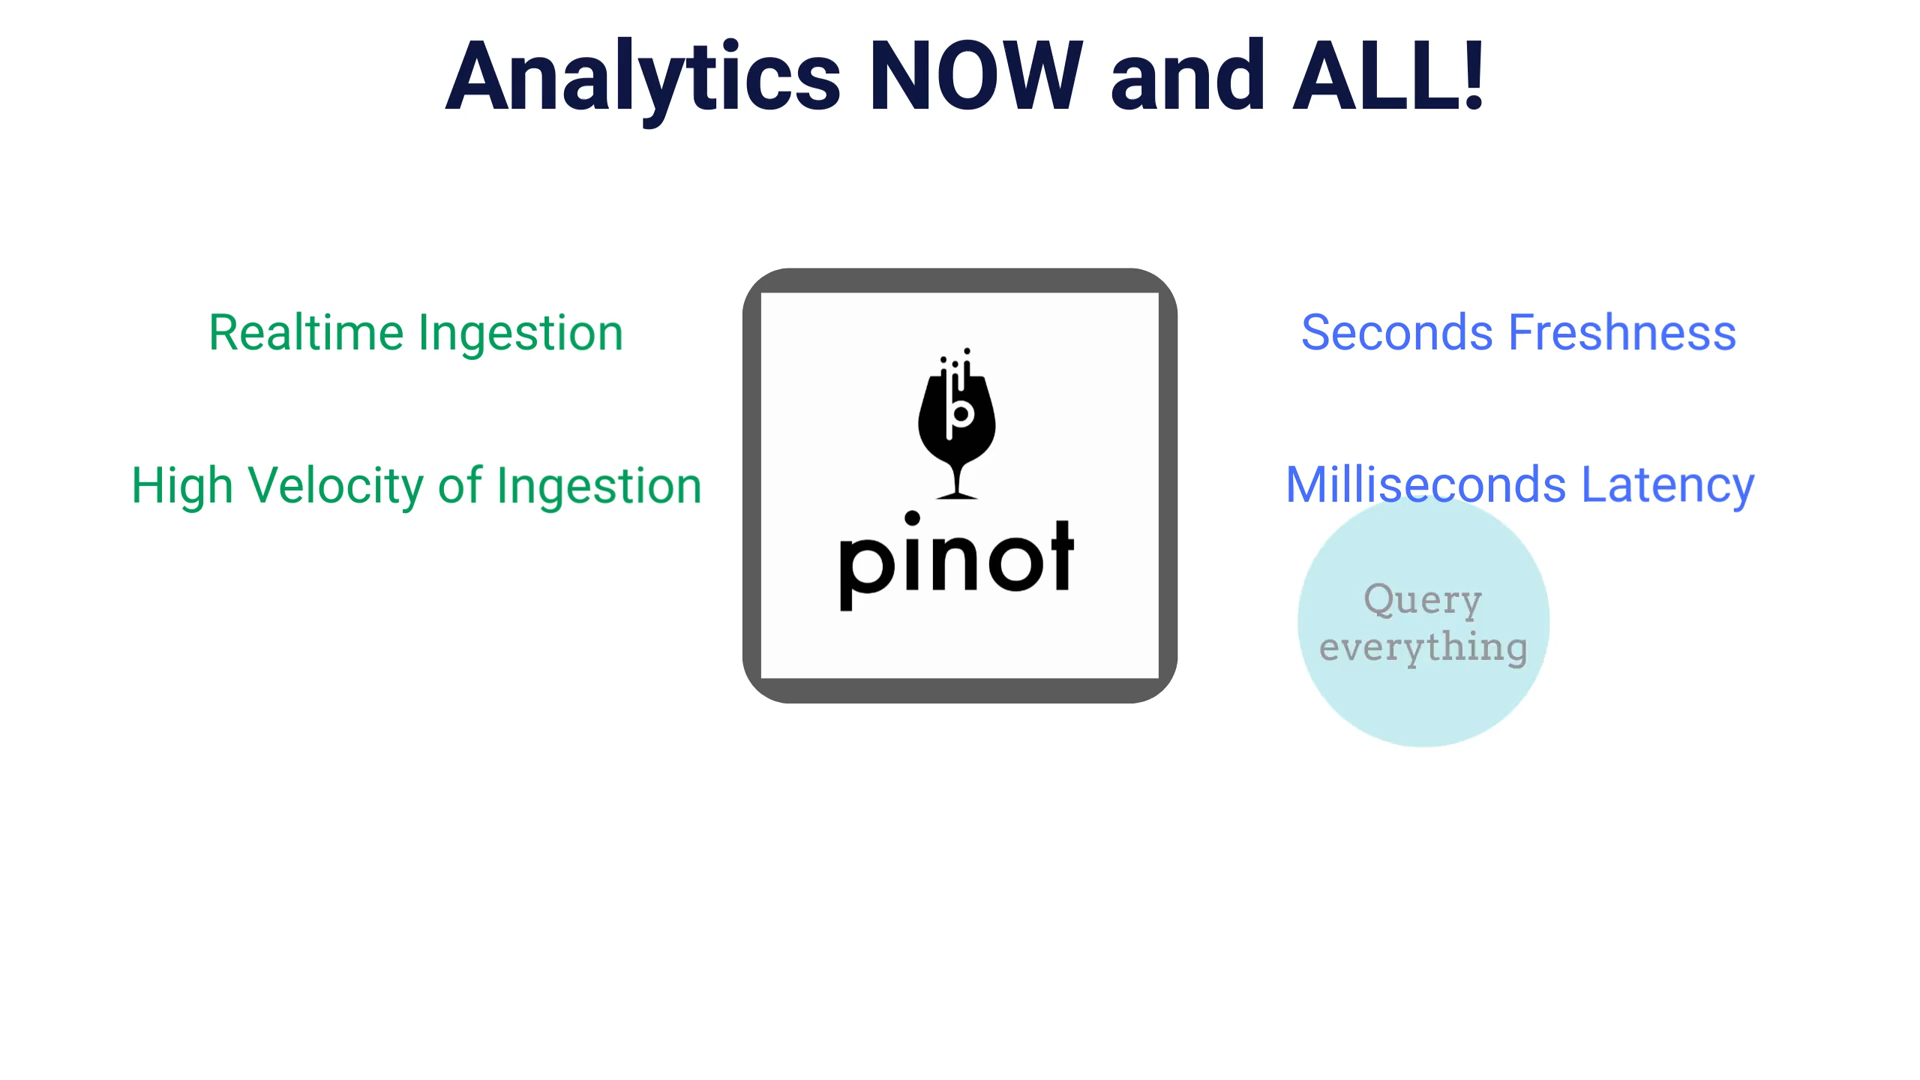 Analytics NOW and ALL!
Realtime Ingestion
High Velocity of Ingestion
p
pinot
Seconds Freshness
Milliseconds Latency
Query
everything